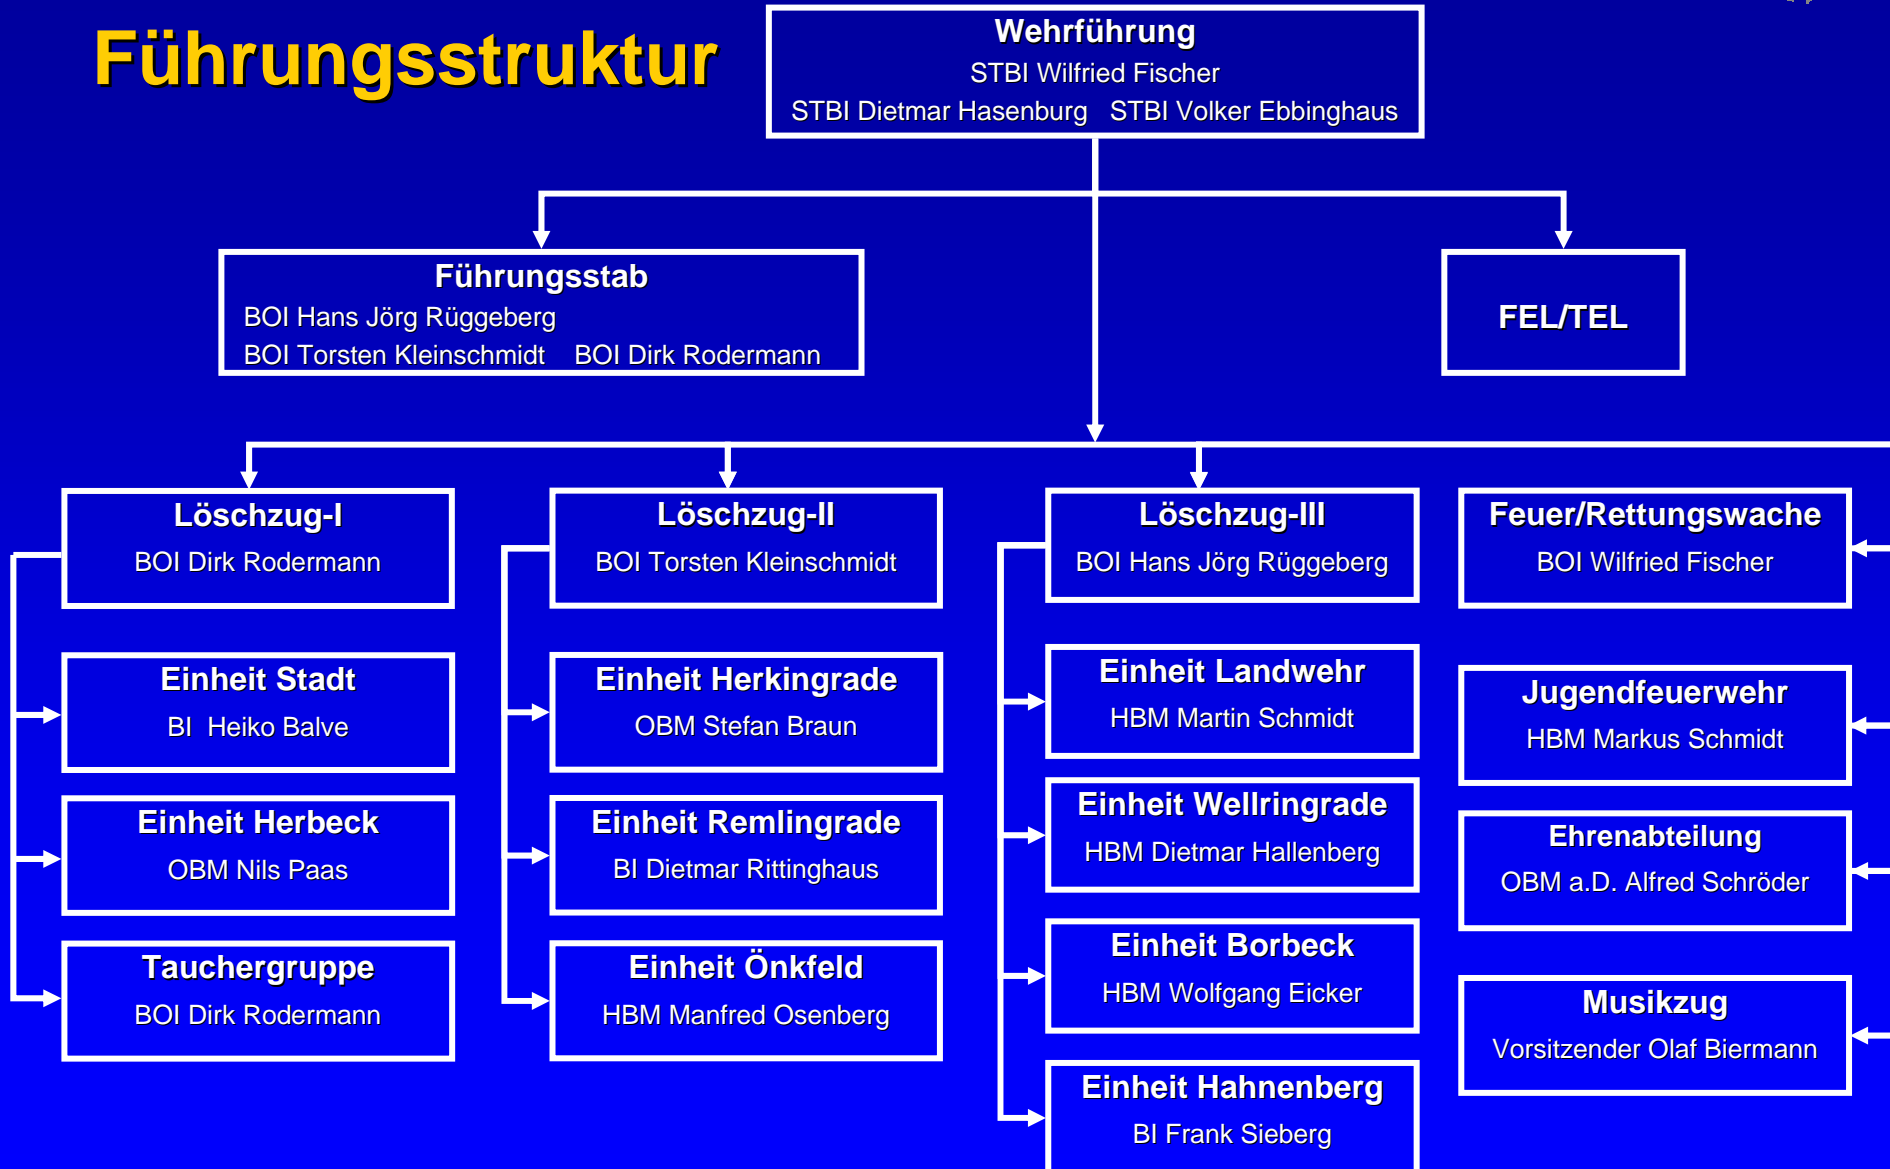 Führungsstruktur
Wehrführung
STBI Wilfried Fischer
STBI Dietmar Hasenburg STBI Volker Ebbinghaus
Führungsstab
BOI Hans Jörg Rüggeberg
BOI Torsten Kleinschmidt BOI Dirk Rodermann
FEL/TEL
Löschzug-I
BOI Dirk Rodermann
Einheit Stadt
BI Heiko Balve
Einheit Herbeck
OBM Nils Paas
Tauchergruppe
BOI Dirk Rodermann
Löschzug-II
BOI Torsten Kleinschmidt
Einheit Herkingrade
OBM Stefan Braun
Einheit Remlingrade
BI Dietmar Rittinghaus
Einheit Önkfeld
HBM Manfred Osenberg
Löschzug-III
BOI Hans Jörg Rüggeberg
Einheit Landwehr
HBM Martin Schmidt
Einheit Wellringrade
HBM Dietmar Hallenberg
Einheit Borbeck
HBM Wolfgang Eicker
Einheit Hahnenberg
BI Frank Sieberg
Feuer/Rettungswache
BOI Wilfried Fischer
Jugendfeuerwehr
HBM Markus Schmidt
Ehrenabteilung
OBM a.D. Alfred Schröder
Musikzug
Vorsitzender Olaf Biermann